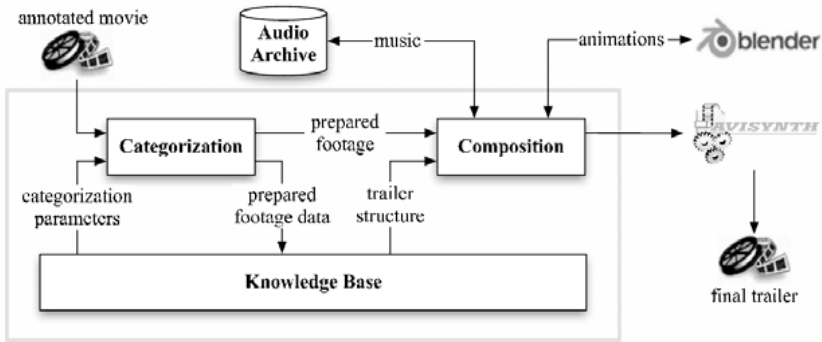 annotated movie
Audio
Archive
music
animations
blender
Categorization
prepared
footage
Composition
AVISYNTH
categorization
parameters
prepared
footage data
trailer
structure
Knowledge Base
final trailer